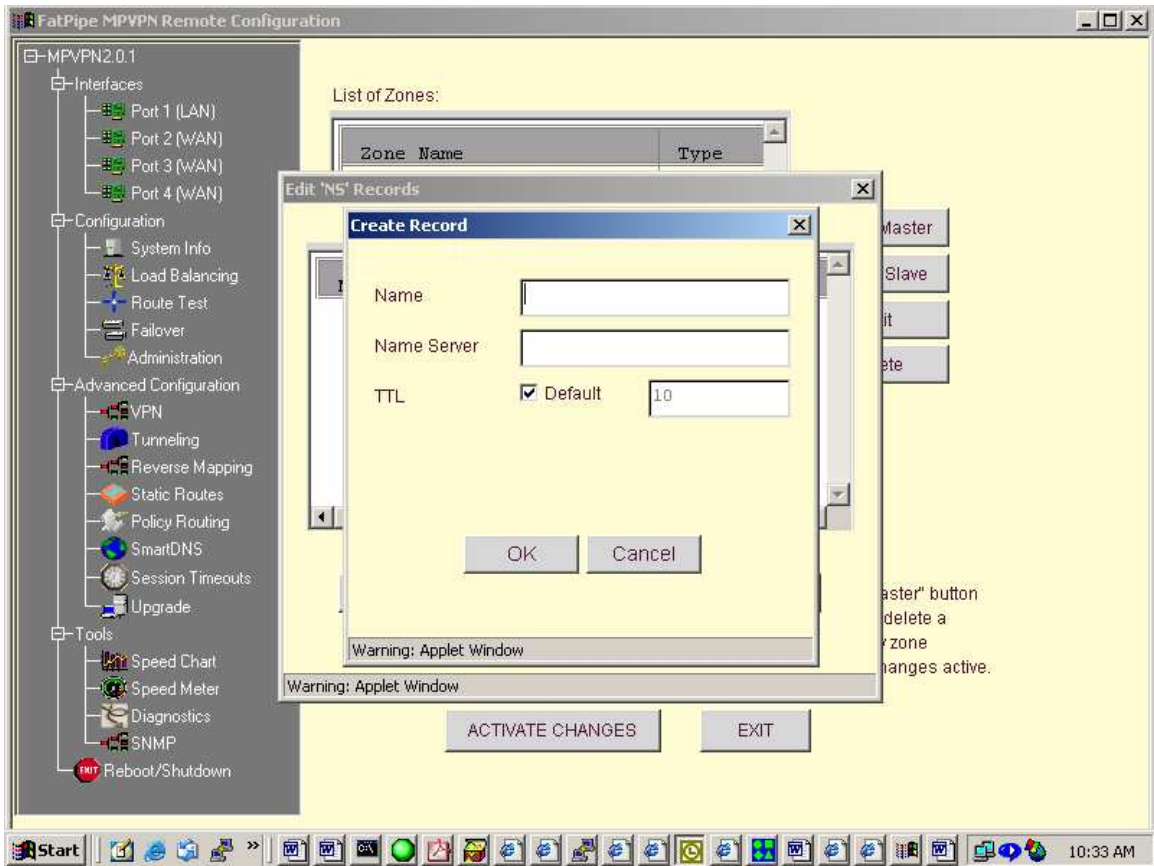 FatPipe MPVPN Remote Configuration
MPVPN2.0.1
Interfaces
Port 1 (LAN)
Port 2 (WAN)
Port 3 (WAN)
Port 4 (WAN)
Configuration
System Info
Load Balancing
Route Test
Failover
Administration
Advanced Configuration
VPN
Tunneling
Reverse Mapping
Static Routes
Policy Routing
SmartDNS
Session Timeouts
Upgrade
Tools
Speed Chart
Speed Meter
Diagnostics
SNMP
EXIT Reboot/Shutdown
List of Zones:
Zone Name Type
Edit 'NS' Records
Create Record
Name
Name Server
TTL Default 10
OK Cancel
Warning: Applet Window
Warning: Applet Window
Master
Slave
button
delete a
zone
active.
ACTIVATE CHANGES EXIT
Start 10:33 AM